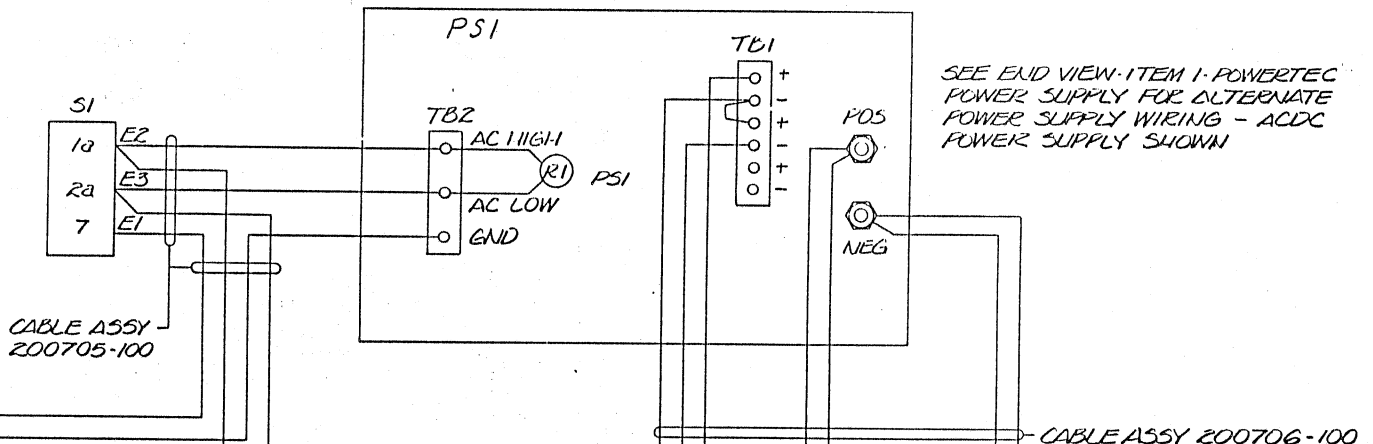 PS1
TB1
SEE END VIEW-ITEM 1-POWERTEC
POWER SUPPLY FOR ALTERNATE
POWER SUPPLY WIRING - ACDC
POWER SUPPLY SHOWN
S1
1a
2a
7
E2
E3
E1
TB2
AC HIGH
AC LOW
GND
R1
PS1
+
-
+
-
+
-
POS
NEG
CABLE ASSY
200705-100
CABLE ASSY 200706-100